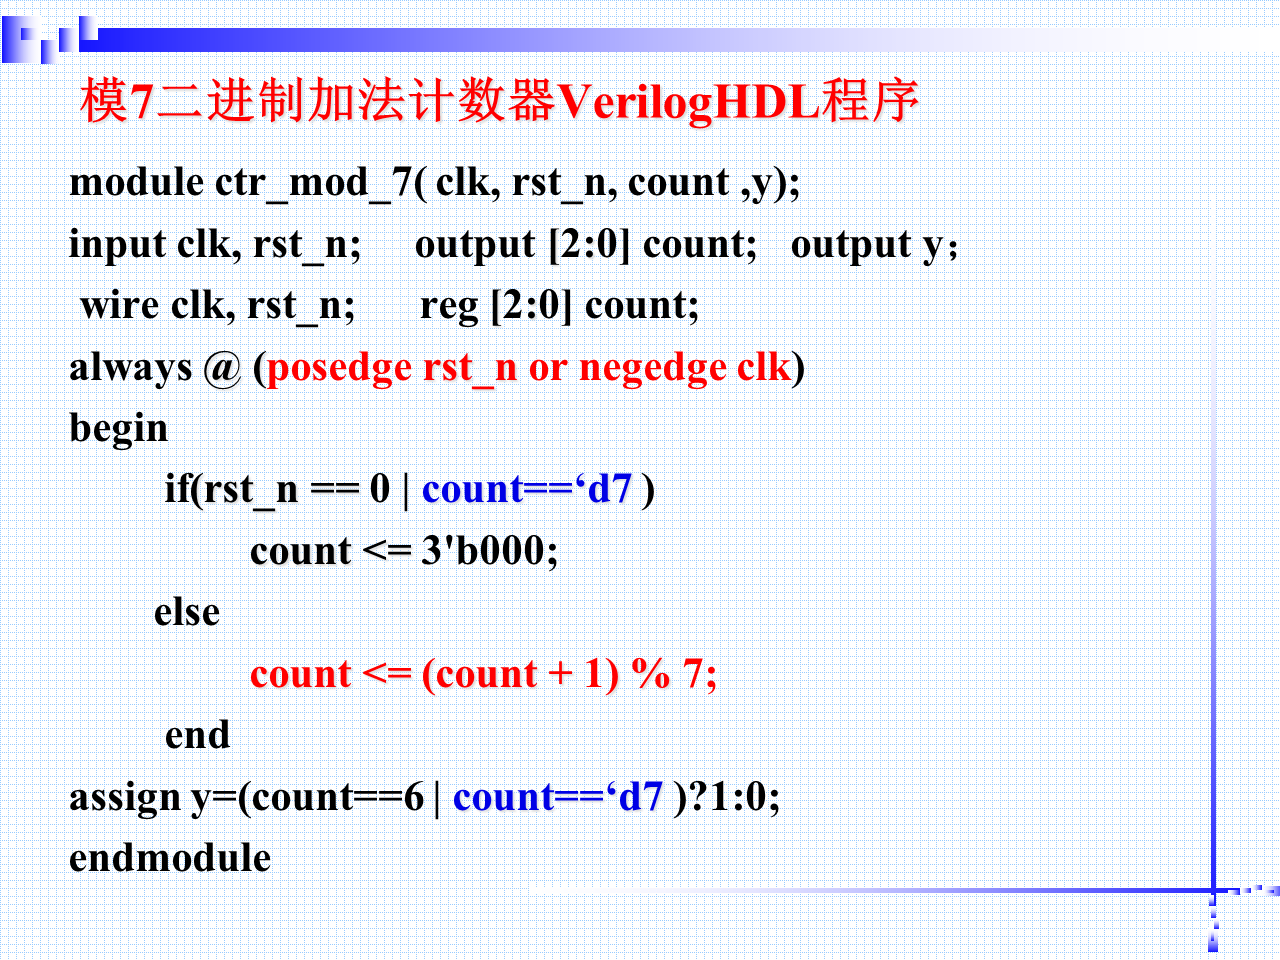 模7二进制加法计数器VerilogHDL程序
module ctr_mod_7( clk, rst_n, count ,y);
input clk, rst_n; output [2:0] count; output y；
wire clk, rst_n; reg [2:0] count;
always @ (posedge rst_n or negedge clk)
begin
if(rst_n == 0 | count==‘d7 )
count <= 3'b000;
else
count <= (count + 1) % 7;
end
assign y=(count==6 | count==‘d7 )?1:0;
endmodule